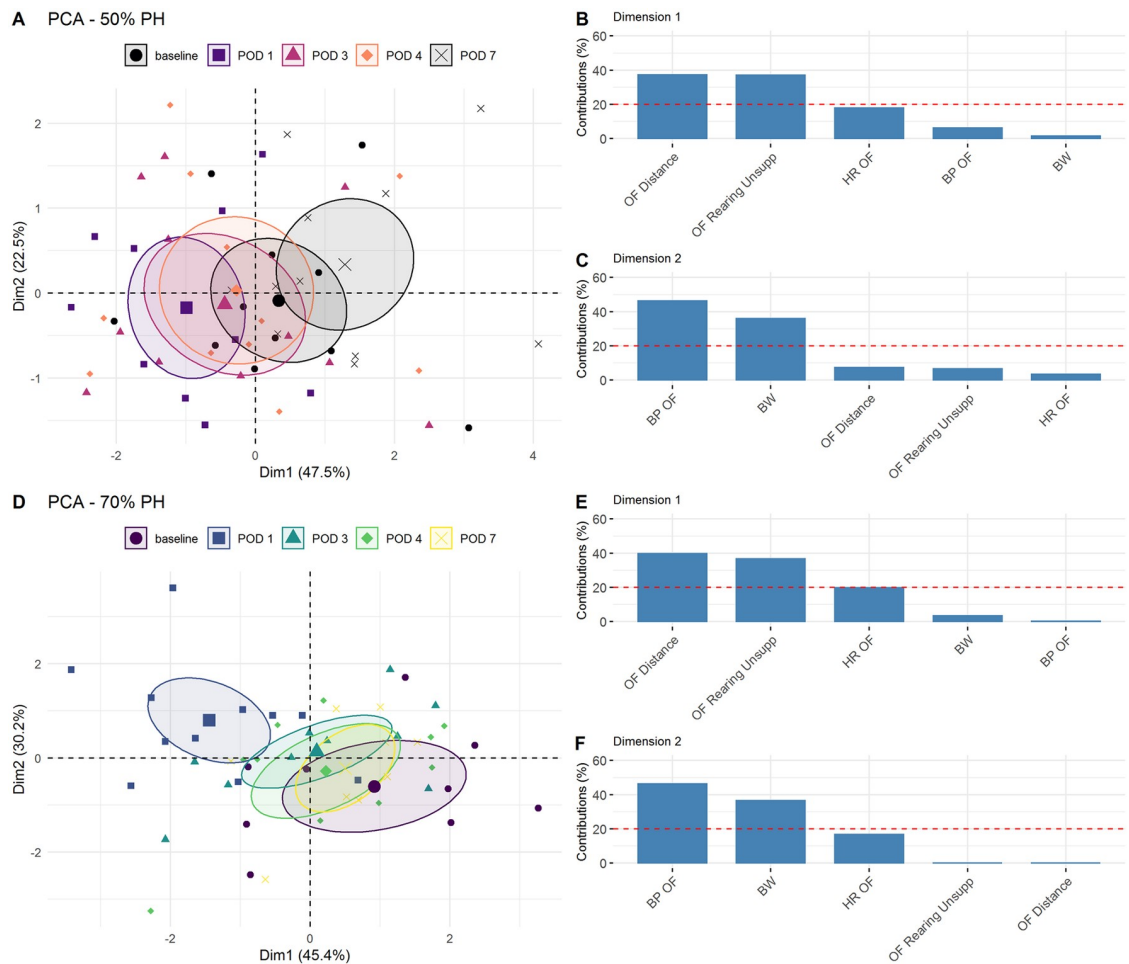 A PCA - 50% PH
baseline POD 1 POD 3 POD 4 POD 7
Dim2 (22.5%)
2
1
0
-1
-2 0 2 4
Dim1 (47.5%)
B Dimension 1
Contributions (%)
60
40
20
0
OF Distance
OF Rearing Unsupp
HR OF
BP OF
BW
C Dimension 2
Contributions (%)
60
40
20
0
BP OF
BW
OF Distance
OF Rearing Unsupp
HR OF
D PCA - 70% PH
baseline POD 1 POD 3 POD 4 POD 7
Dim2 (30.2%)
2
0
-2
-2 0 2
Dim1 (45.4%)
E Dimension 1
Contributions (%)
60
40
20
0
OF Distance
OF Rearing Unsupp
HR OF
BW
BP OF
F Dimension 2
Contributions (%)
60
40
20
0
BP OF
BW
HR OF
OF Rearing Unsupp
OF Distance